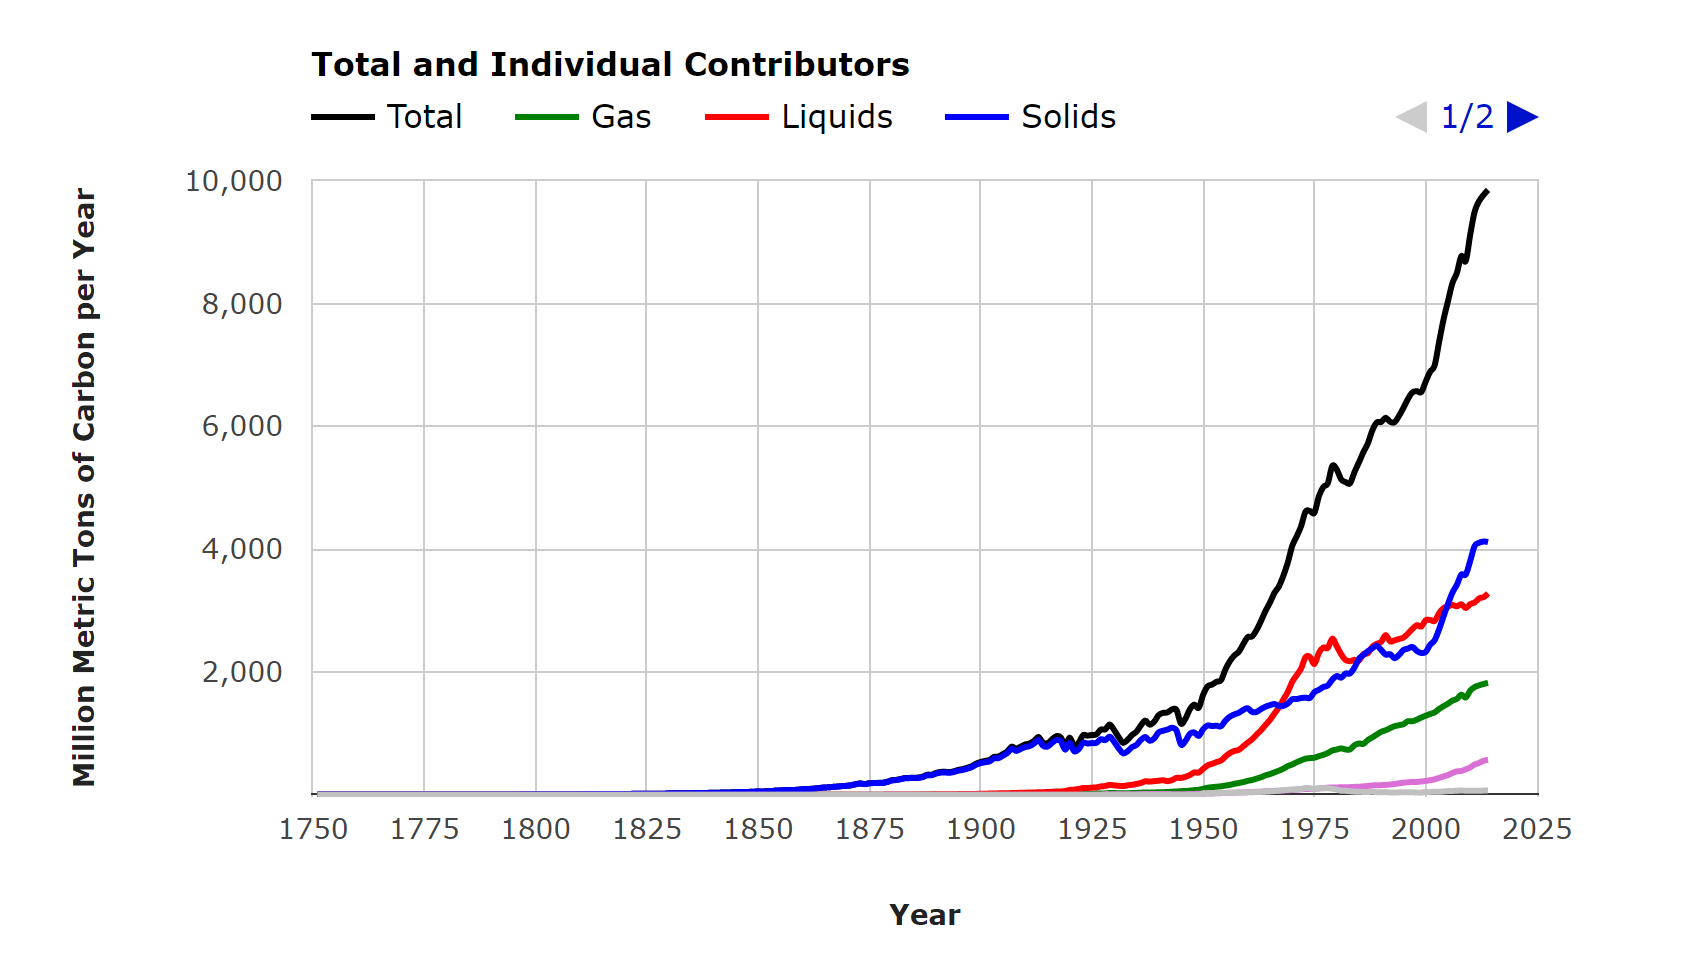 Total and Individual Contributors
Total Gas Liquids Solids 1/2
10,000
8,000
6,000
4,000
2,000
Million Metric Tons of Carbon per Year
1750 1775 1800 1825 1850 1875 1900 1925 1950 1975 2000 2025
Year